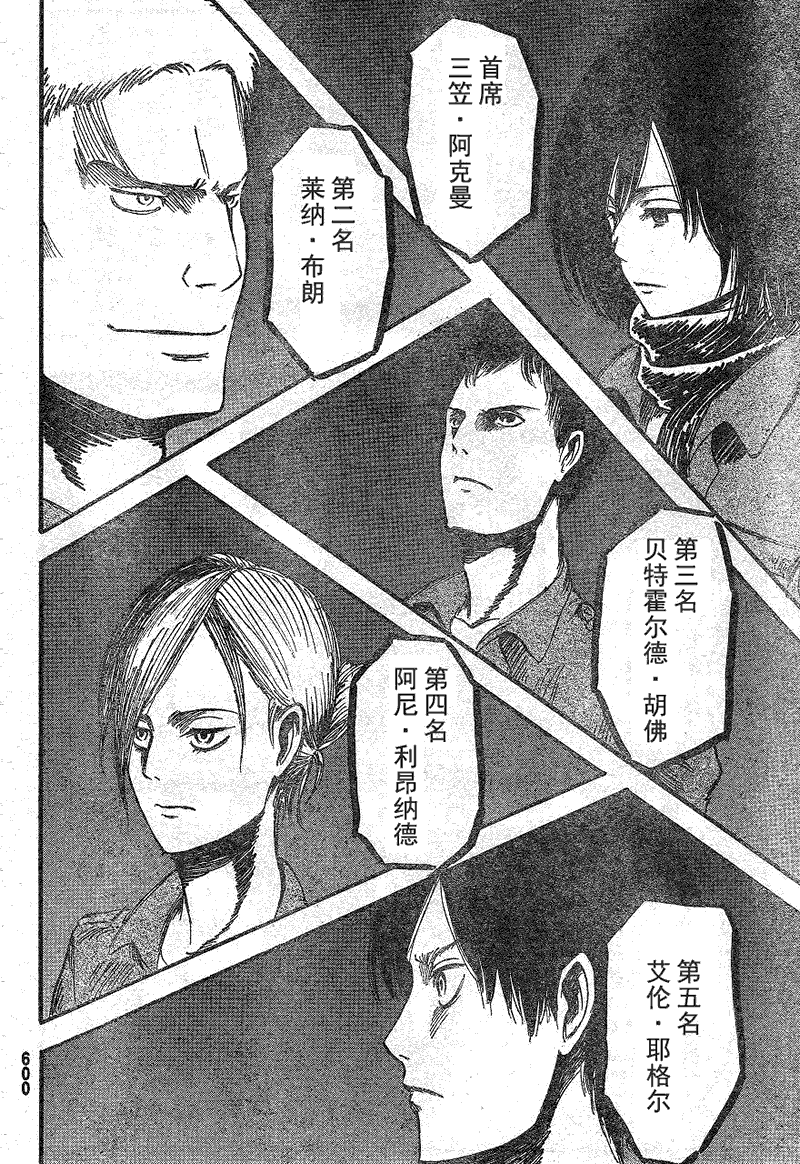 首席
三笠·阿克曼
第二名
莱纳·布朗
第三名
贝特霍尔德·胡佛
第四名
阿尼·利昂纳德
第五名
艾伦·耶格尔
600